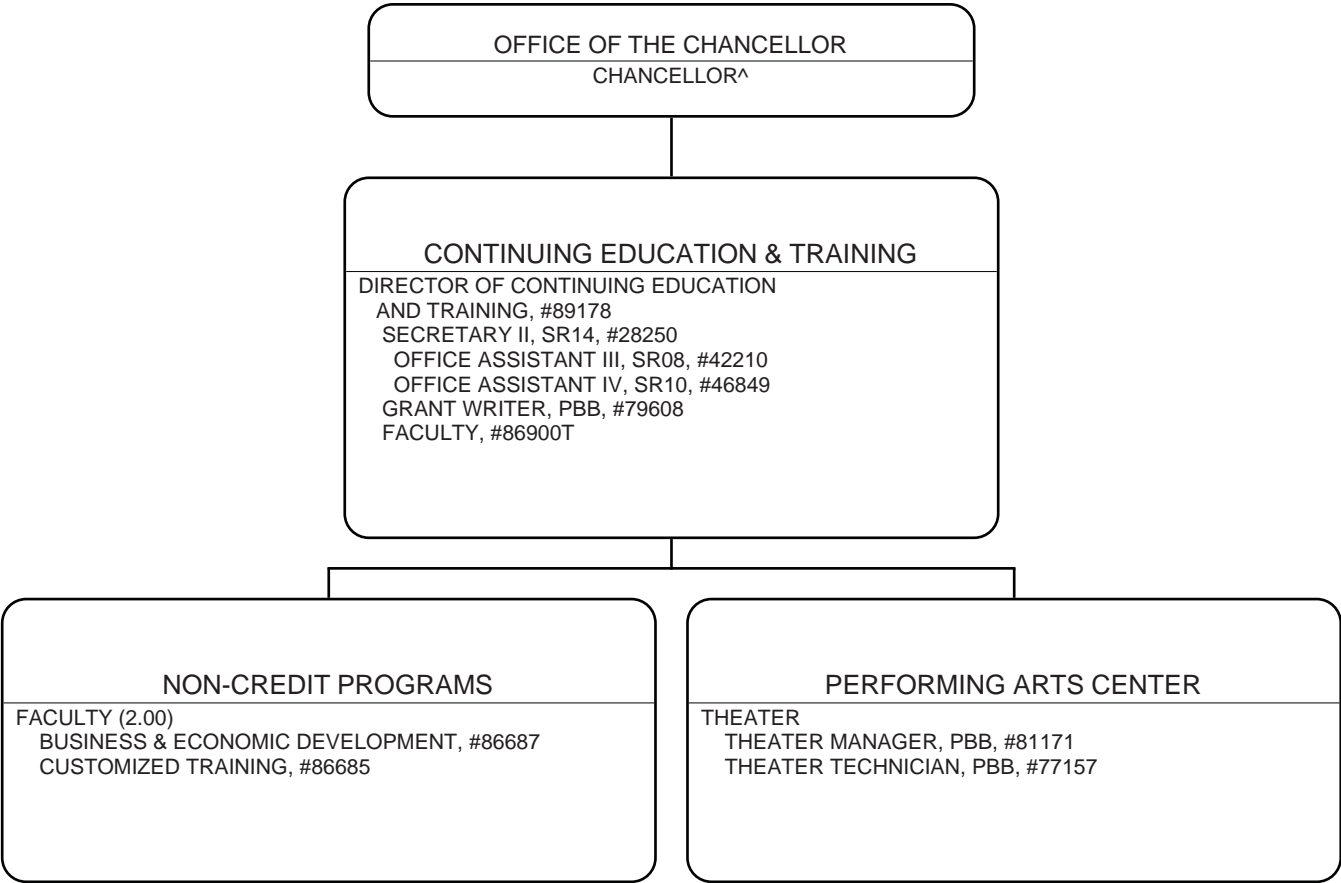 OFFICE OF THE CHANCELLOR
CHANCELLOR^
CONTINUING EDUCATION & TRAINING
DIRECTOR OF CONTINUING EDUCATION
AND TRAINING, #89178
SECRETARY II, SR14, #28250
OFFICE ASSISTANT III, SR08, #42210
OFFICE ASSISTANT IV, SR10, #46849
GRANT WRITER, PBB, #79608
FACULTY, #86900T
NON-CREDIT PROGRAMS
FACULTY (2.00)
BUSINESS & ECONOMIC DEVELOPMENT, #86687
CUSTOMIZED TRAINING, #86685
PERFORMING ARTS CENTER
THEATER
THEATER MANAGER, PBB, #81171
THEATER TECHNICIAN, PBB, #77157